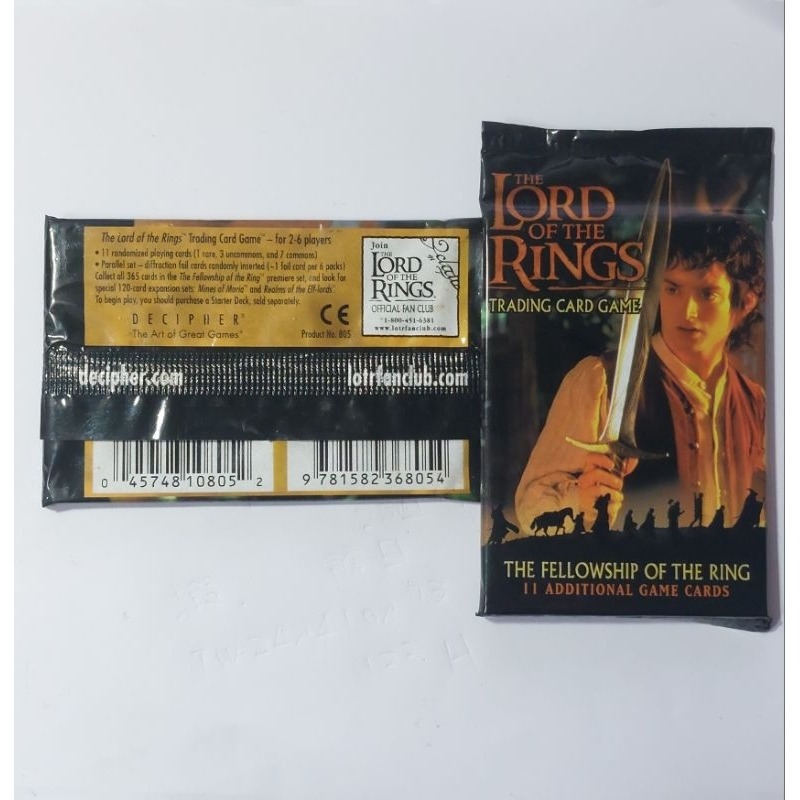 The Lord of the Rings™ Trading Card Game™ – for 2-6 players
• 11 randomized playing cards (1 rare, 3 uncommons, and 7 commons)
• Parallel set – diffraction foil cards randomly inserted (~1 foil card per 6 packs)
Collect all 365 cards in the The Fellowship of the Ring™ premiere set, and look for
special 120-card expansion sets: Mines of Moria™ and Realms of the Elf-lords.™
To begin play, you should purchase a Starter Deck, sold separately.
DECIPHER®
The Art of Great Games®
CE
Product No. 805
Join
THE
LORD
OF THE
RINGS
OFFICIAL FAN CLUB
1-800-451-6381
www.lotrfanclub.com
decipher.com
lotrfanclub.com
0 45748 10805 2
9 781582 368054
THE
LORD
OF THE
RINGS
TRADING CARD GAME
THE FELLOWSHIP OF THE RING
11 ADDITIONAL GAME CARDS